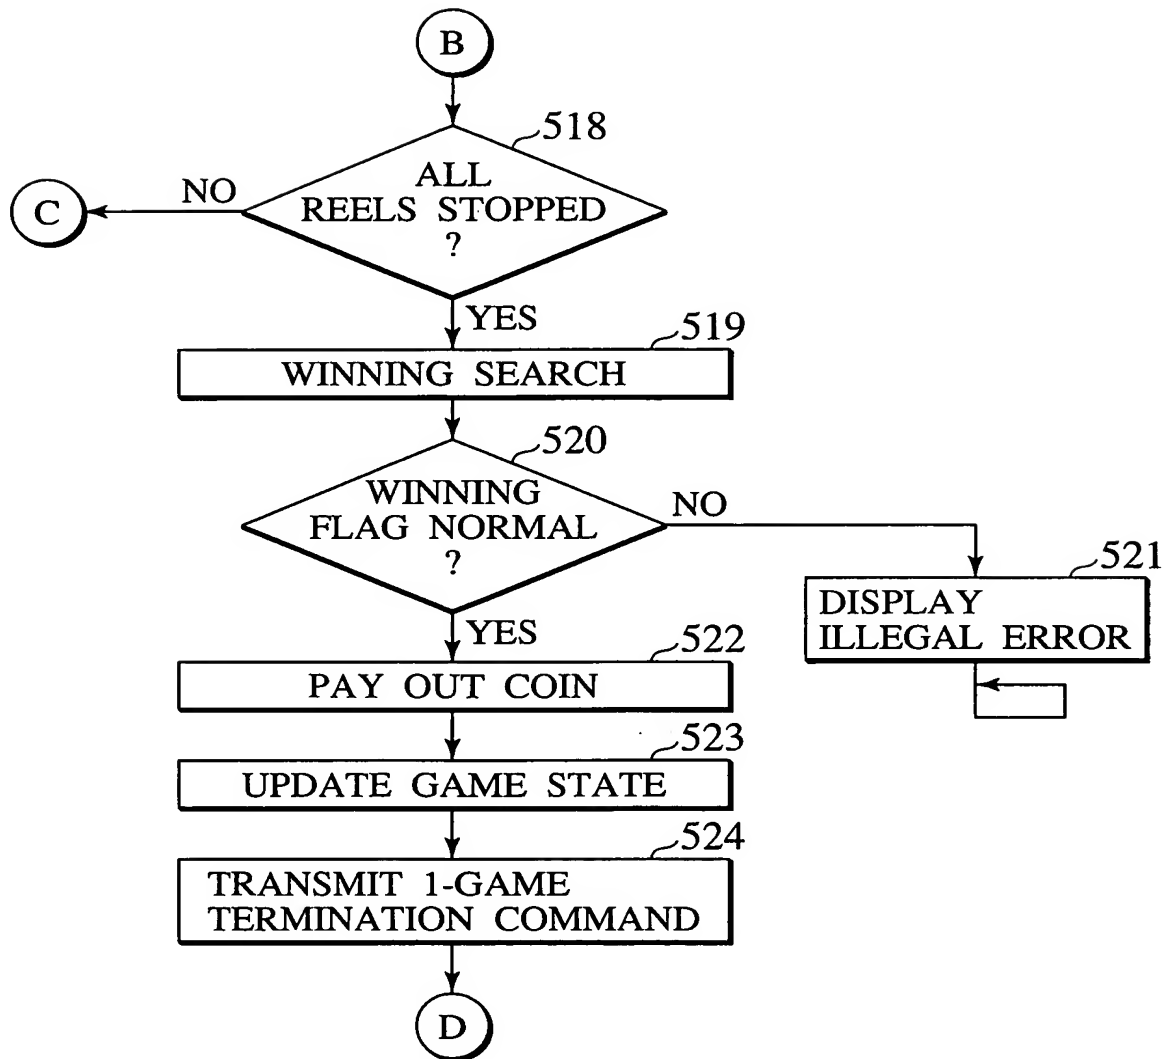 B
518
ALL
REELS STOPPED
?
NO
C
YES
519
WINNING SEARCH
520
WINNING
FLAG NORMAL
?
NO
521
DISPLAY
ILLEGAL ERROR
YES
522
PAY OUT COIN
523
UPDATE GAME STATE
524
TRANSMIT 1-GAME
TERMINATION COMMAND
D